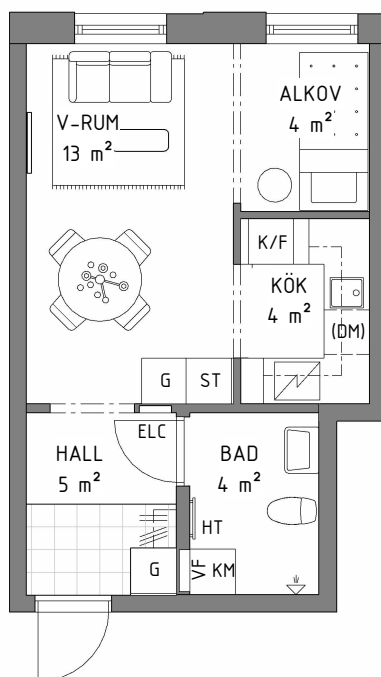 V-RUM
13 m²
ALKOV
4 m²
K/F
KÖK
4 m²
(DM)
G
ST
ELC
HALL
5 m²
BAD
4 m²
HT
G
VF
KM